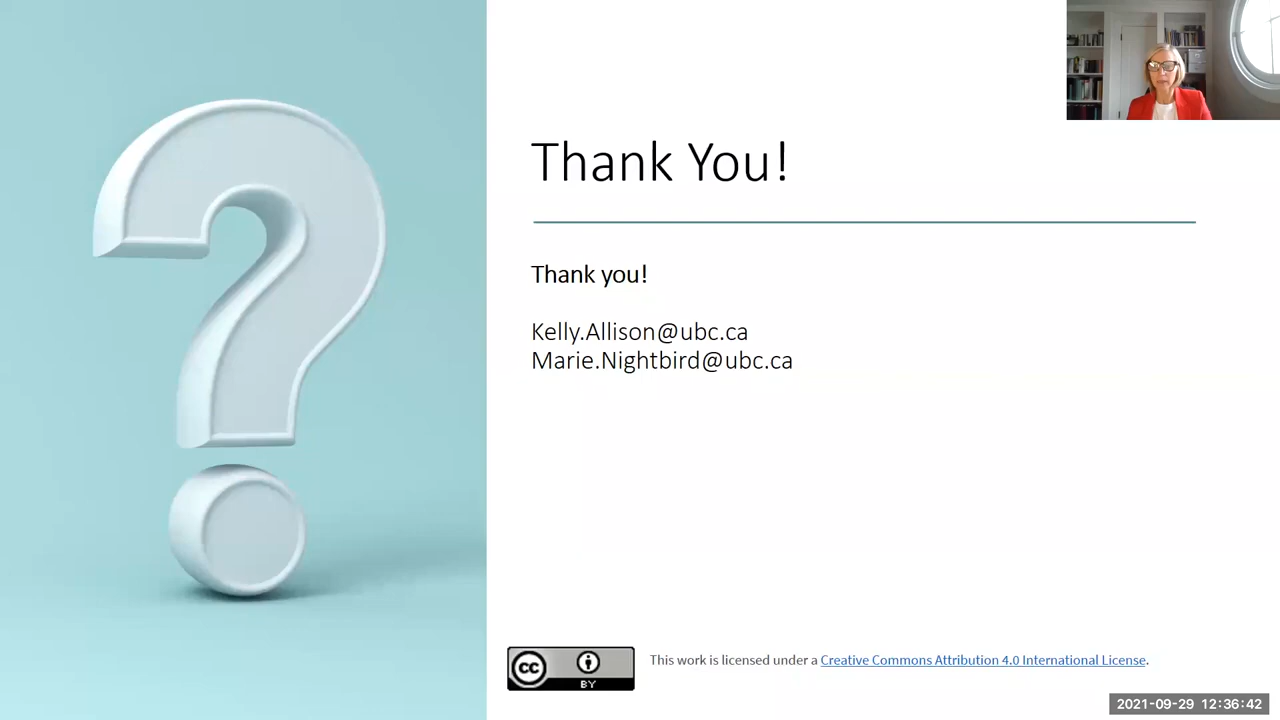 Thank You!
Thank you!
Kelly.Allison@ubc.ca
Marie.Nightbird@ubc.ca
cc
BY
This work is licensed under a Creative Commons Attribution 4.0 International License.
2021-09-29 12:36:42